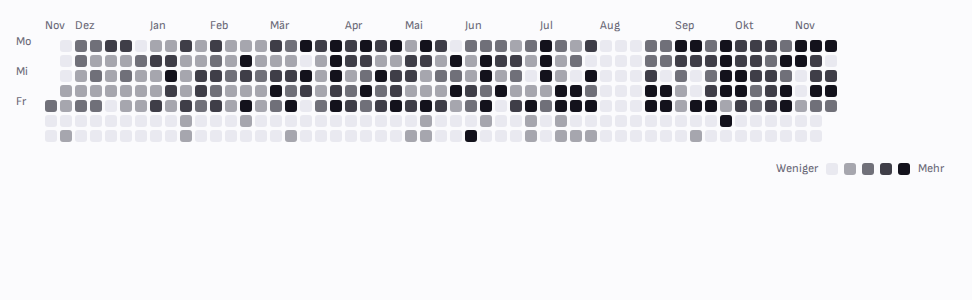 Nov Dez Jan Feb Mär Apr Mai Jun Jul Aug Sep Okt Nov
Mo
Mi
Fr
Weniger Mehr